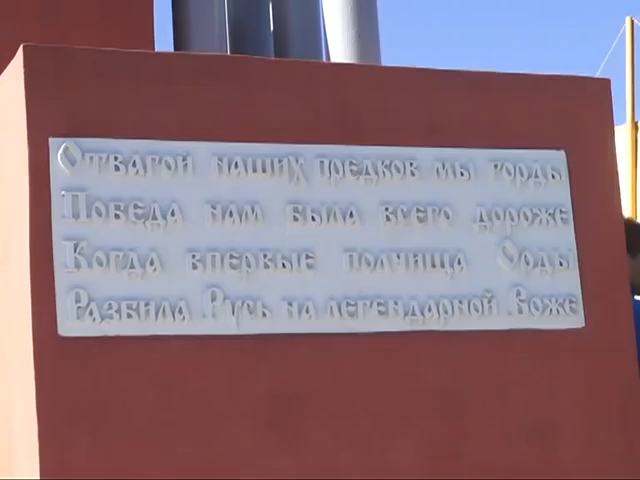 Отвагой наших предков мы горды
Победа нам была всего дороже
Когда впервые полчища Орды
Разбила Русь на легендарной Воже